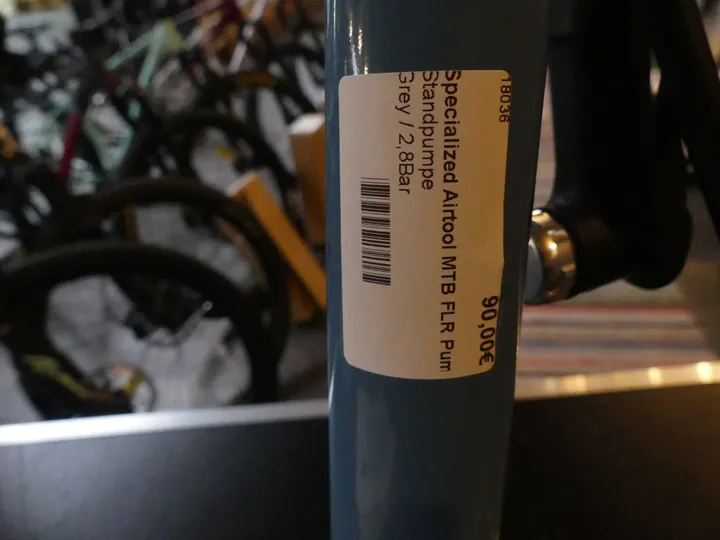 18036
Specialized Airtool MTB FLR Pum
Standpumpe
Grey / 2,8Bar
90,00€